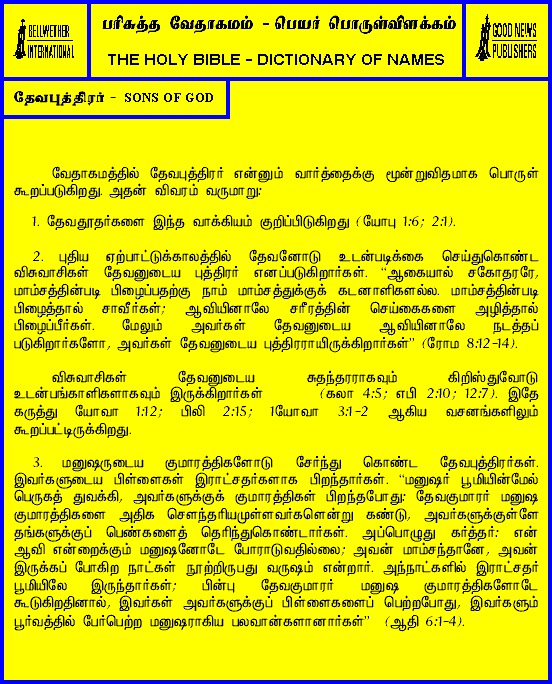 BELLWETHER
INTERNATIONAL
பரிசுத்த வேதாகமம் - பெயர் பொருள்விளக்கம்
THE HOLY BIBLE - DICTIONARY OF NAMES
GOOD NEWS
PUBLISHERS
தேவபுத்திரர் - SONS OF GOD
வேதாகமத்தில் தேவபுத்திரர் என்னும் வார்த்தைக்கு மூன்றுவிதமாக பொருள்
கூறப்படுகிறது. அதன் விவரம் வருமாறு:
1. தேவதூதர்களை இந்த வாக்கியம் குறிப்பிடுகிறது (யோபு 1:6; 2:1).
2. புதிய ஏற்பாட்டுக்காலத்தில் தேவனோடு உடன்படிக்கை செய்துகொண்ட
விசுவாசிகள் தேவனுடைய புத்திரர் எனப்படுகிறார்கள். "ஆகையால் சகோதரரே,
மாம்சத்தின்படி பிழைப்பதற்கு நாம் மாம்சத்துக்குக் கடனாளிகளல்ல. மாம்சத்தின்படி
பிழைத்தால் சாவீர்கள்; ஆவியினாலே சரீரத்தின் செய்கைகளை அழித்தால்
பிழைப்பீர்கள். மேலும் அவர்கள் தேவனுடைய ஆவியினாலே நடத்தப்
படுகிறார்களோ, அவர்கள் தேவனுடைய புத்திரராயிருக்கிறார்கள்" (ரோம 8:12-14).
விசுவாசிகள் தேவனுடைய சுதந்தரராகவும் கிறிஸ்துவோடு
உடன்பங்காளிகளாகவும் இருக்கிறார்கள் (கலா 4:5; எபி 2:10; 12:7). இதே
கருத்து யோவா 1:12; பிலி 2:15; 1யோவா 3:1-2 ஆகிய வசனங்களிலும்
கூறப்பட்டிருக்கிறது.
3. மனுஷருடைய குமாரத்திகளோடு சேர்ந்து கொண்ட தேவபுத்திரர்கள்.
இவர்களுடைய பிள்ளைகள் இராட்சதர்களாக பிறந்தார்கள். "மனுஷர் பூமியின்மேல்
பெருகத் துவக்கி, அவர்களுக்குக் குமாரத்திகள் பிறந்தபோது: தேவகுமாரர் மனுஷ
குமாரத்திகளை அதிக சௌந்தரியமுள்ளவர்களென்று கண்டு, அவர்களுக்குள்ளே
தங்களுக்குப் பெண்களைத் தெரிந்துகொண்டார்கள். அப்பொழுது கர்த்தர்: என்
ஆவி என்றைக்கும் மனுஷனோடே போராடுவதில்லை; அவன் மாம்சந்தானே, அவன்
இருக்கப் போகிற நாட்கள் நூற்றிருபது வருஷம் என்றார். அந்நாட்களில் இராட்சதர்
பூமியிலே இருந்தார்கள்; பின்பு தேவகுமாரர் மனுஷ குமாரத்திகளோடே
கூடுகிறதினால், இவர்கள் அவர்களுக்குப் பிள்ளைகளைப் பெற்றபோது, இவர்களும்
பூர்வத்தில் பேர்பெற்ற மனுஷராகிய பலவான்களானார்கள்" (ஆதி 6:1-4).